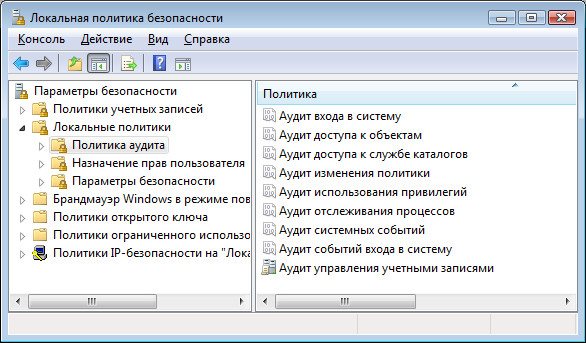 Локальная политика безопасности
Консоль Действие Вид Справка
Параметры безопасности
Политики учетных записей
Локальные политики
Политика аудита
Назначение прав пользователя
Параметры безопасности
Брандмауэр Windows в режиме пов
Политики открытого ключа
Политики ограниченного использо
Политики IP-безопасности на "Лока
Политика
Аудит входа в систему
Аудит доступа к объектам
Аудит доступа к службе каталогов
Аудит изменения политики
Аудит использования привилегий
Аудит отслеживания процессов
Аудит системных событий
Аудит событий входа в систему
Аудит управления учетными записями